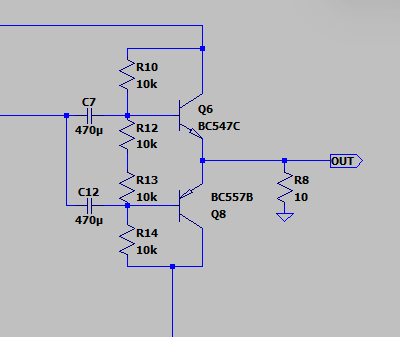 R10
10k
C7
470µ
Q6
BC547C
R12
10k
OUT
R13
10k
R8
10
C12
470µ
BC557B
Q8
R14
10k